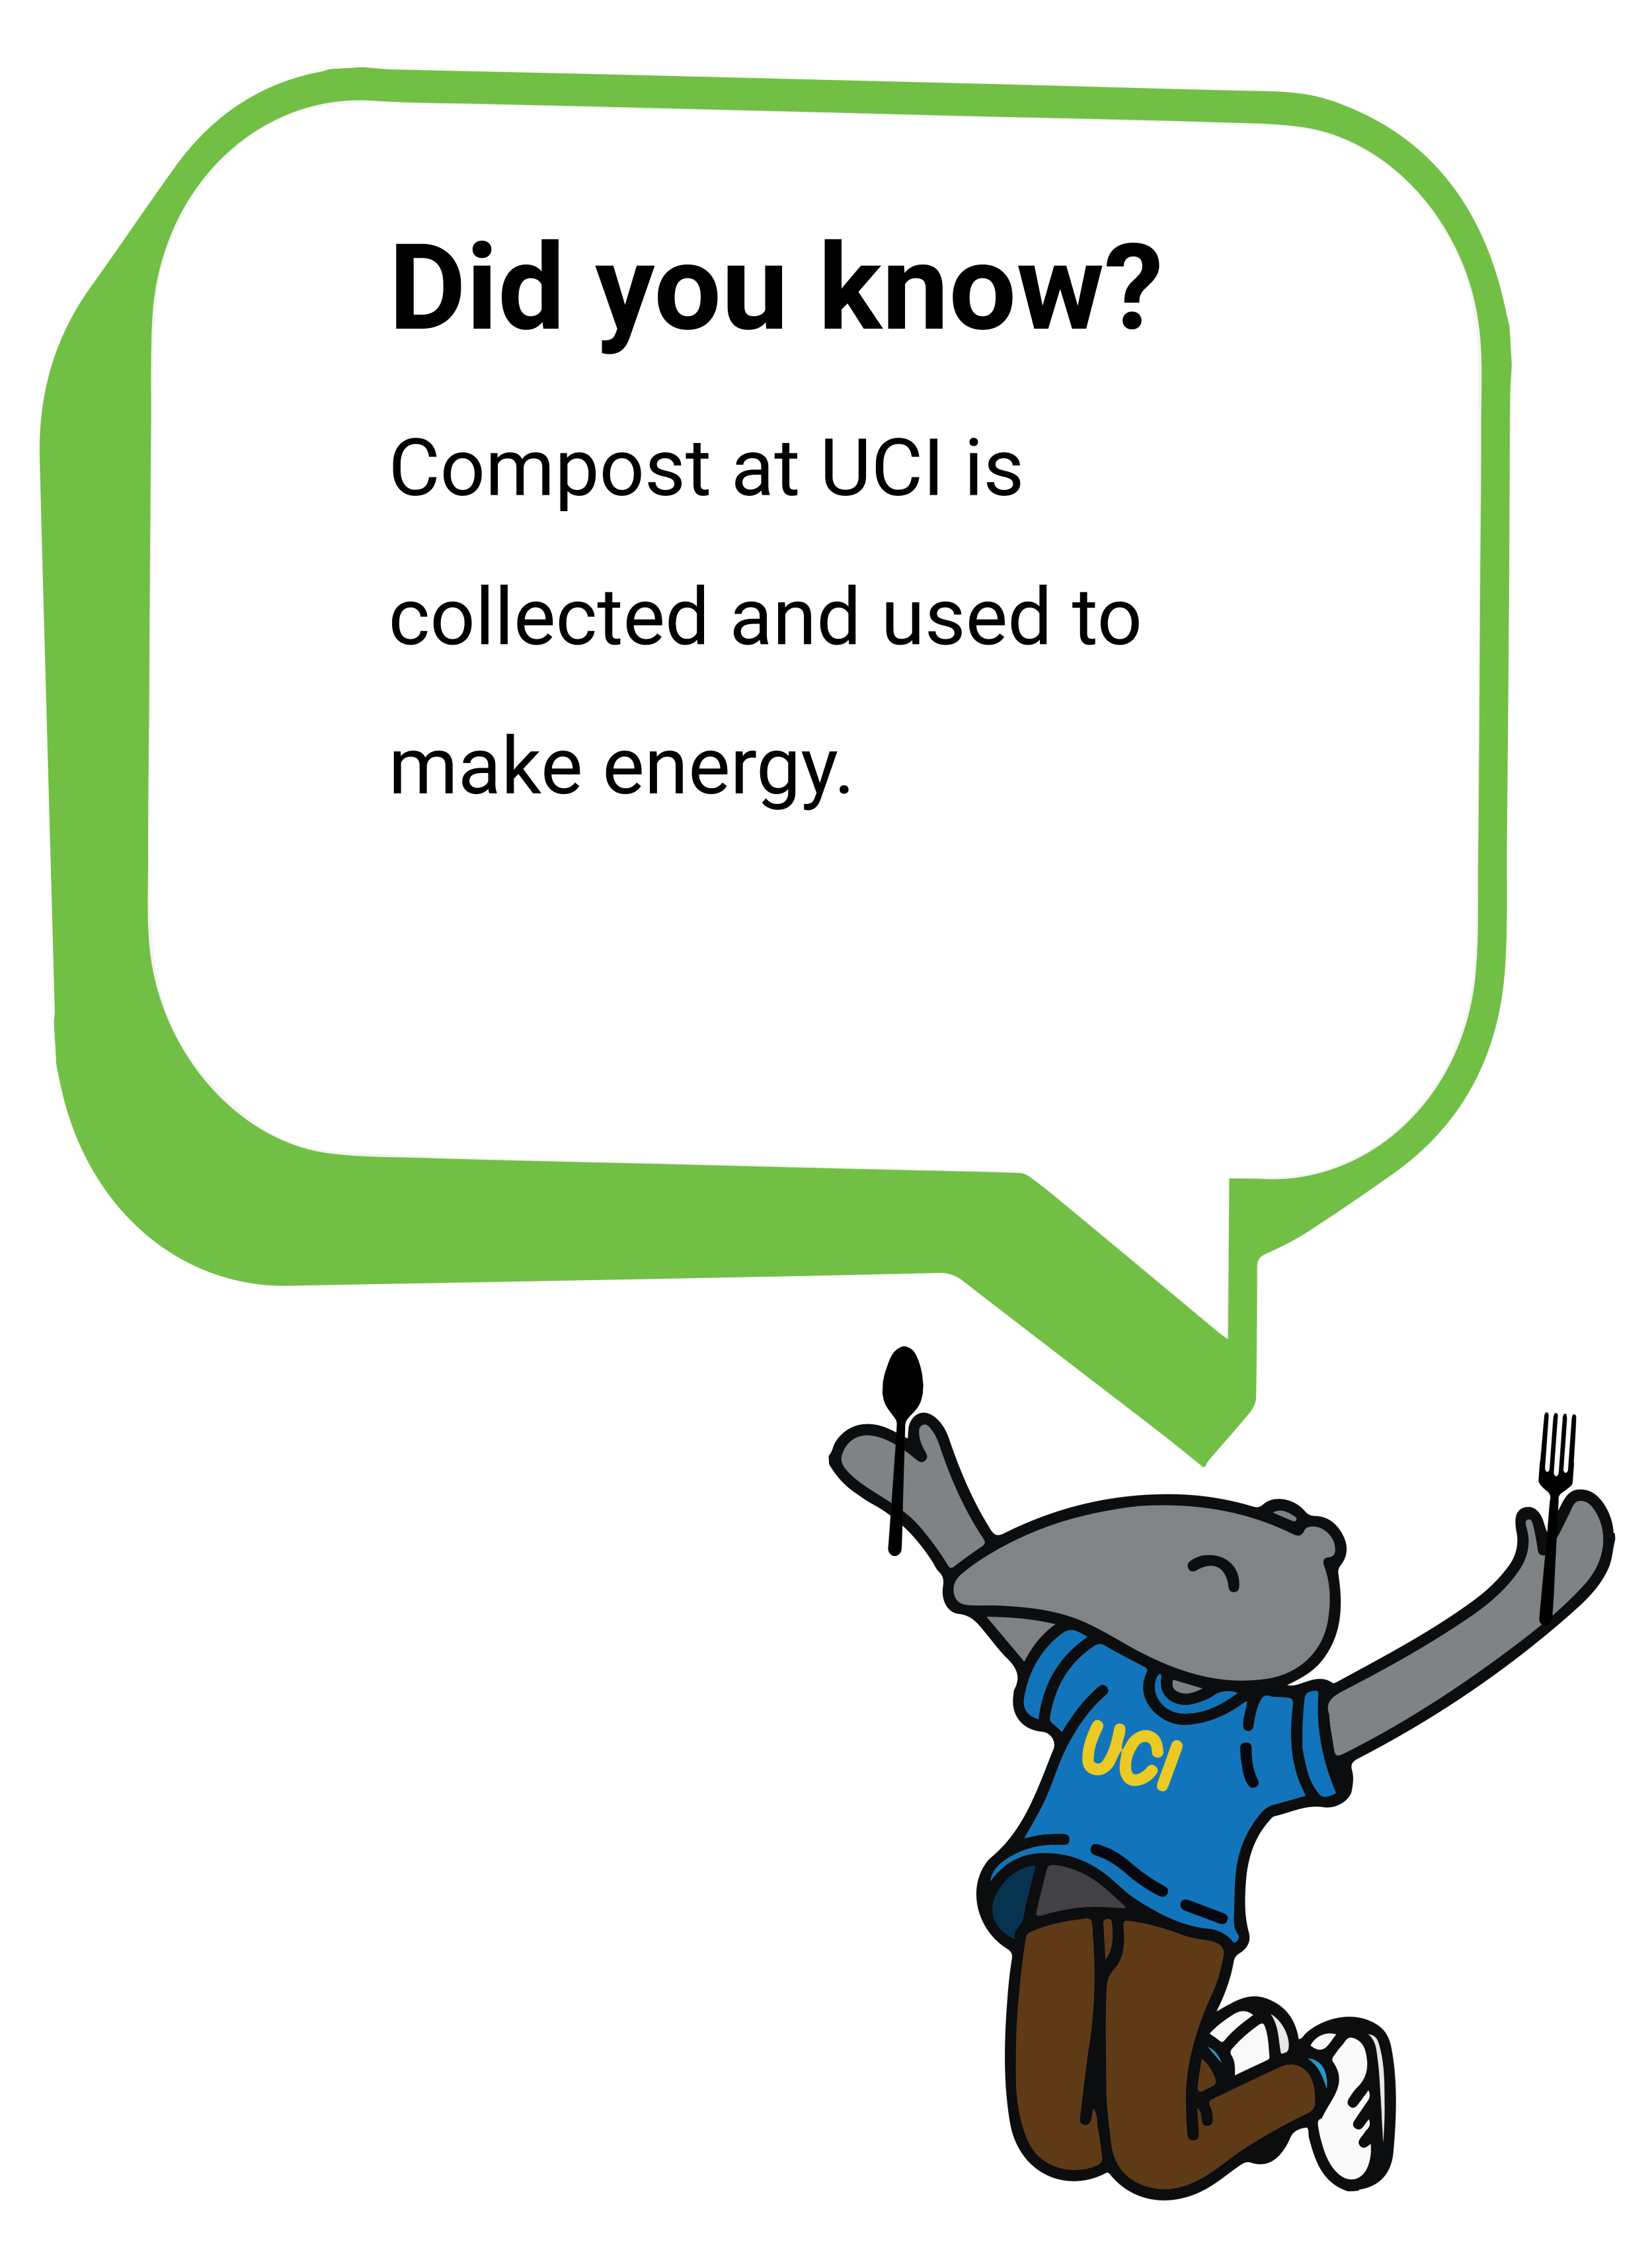 Did you know?
Compost at UCI is
collected and used to
make energy.
UCI